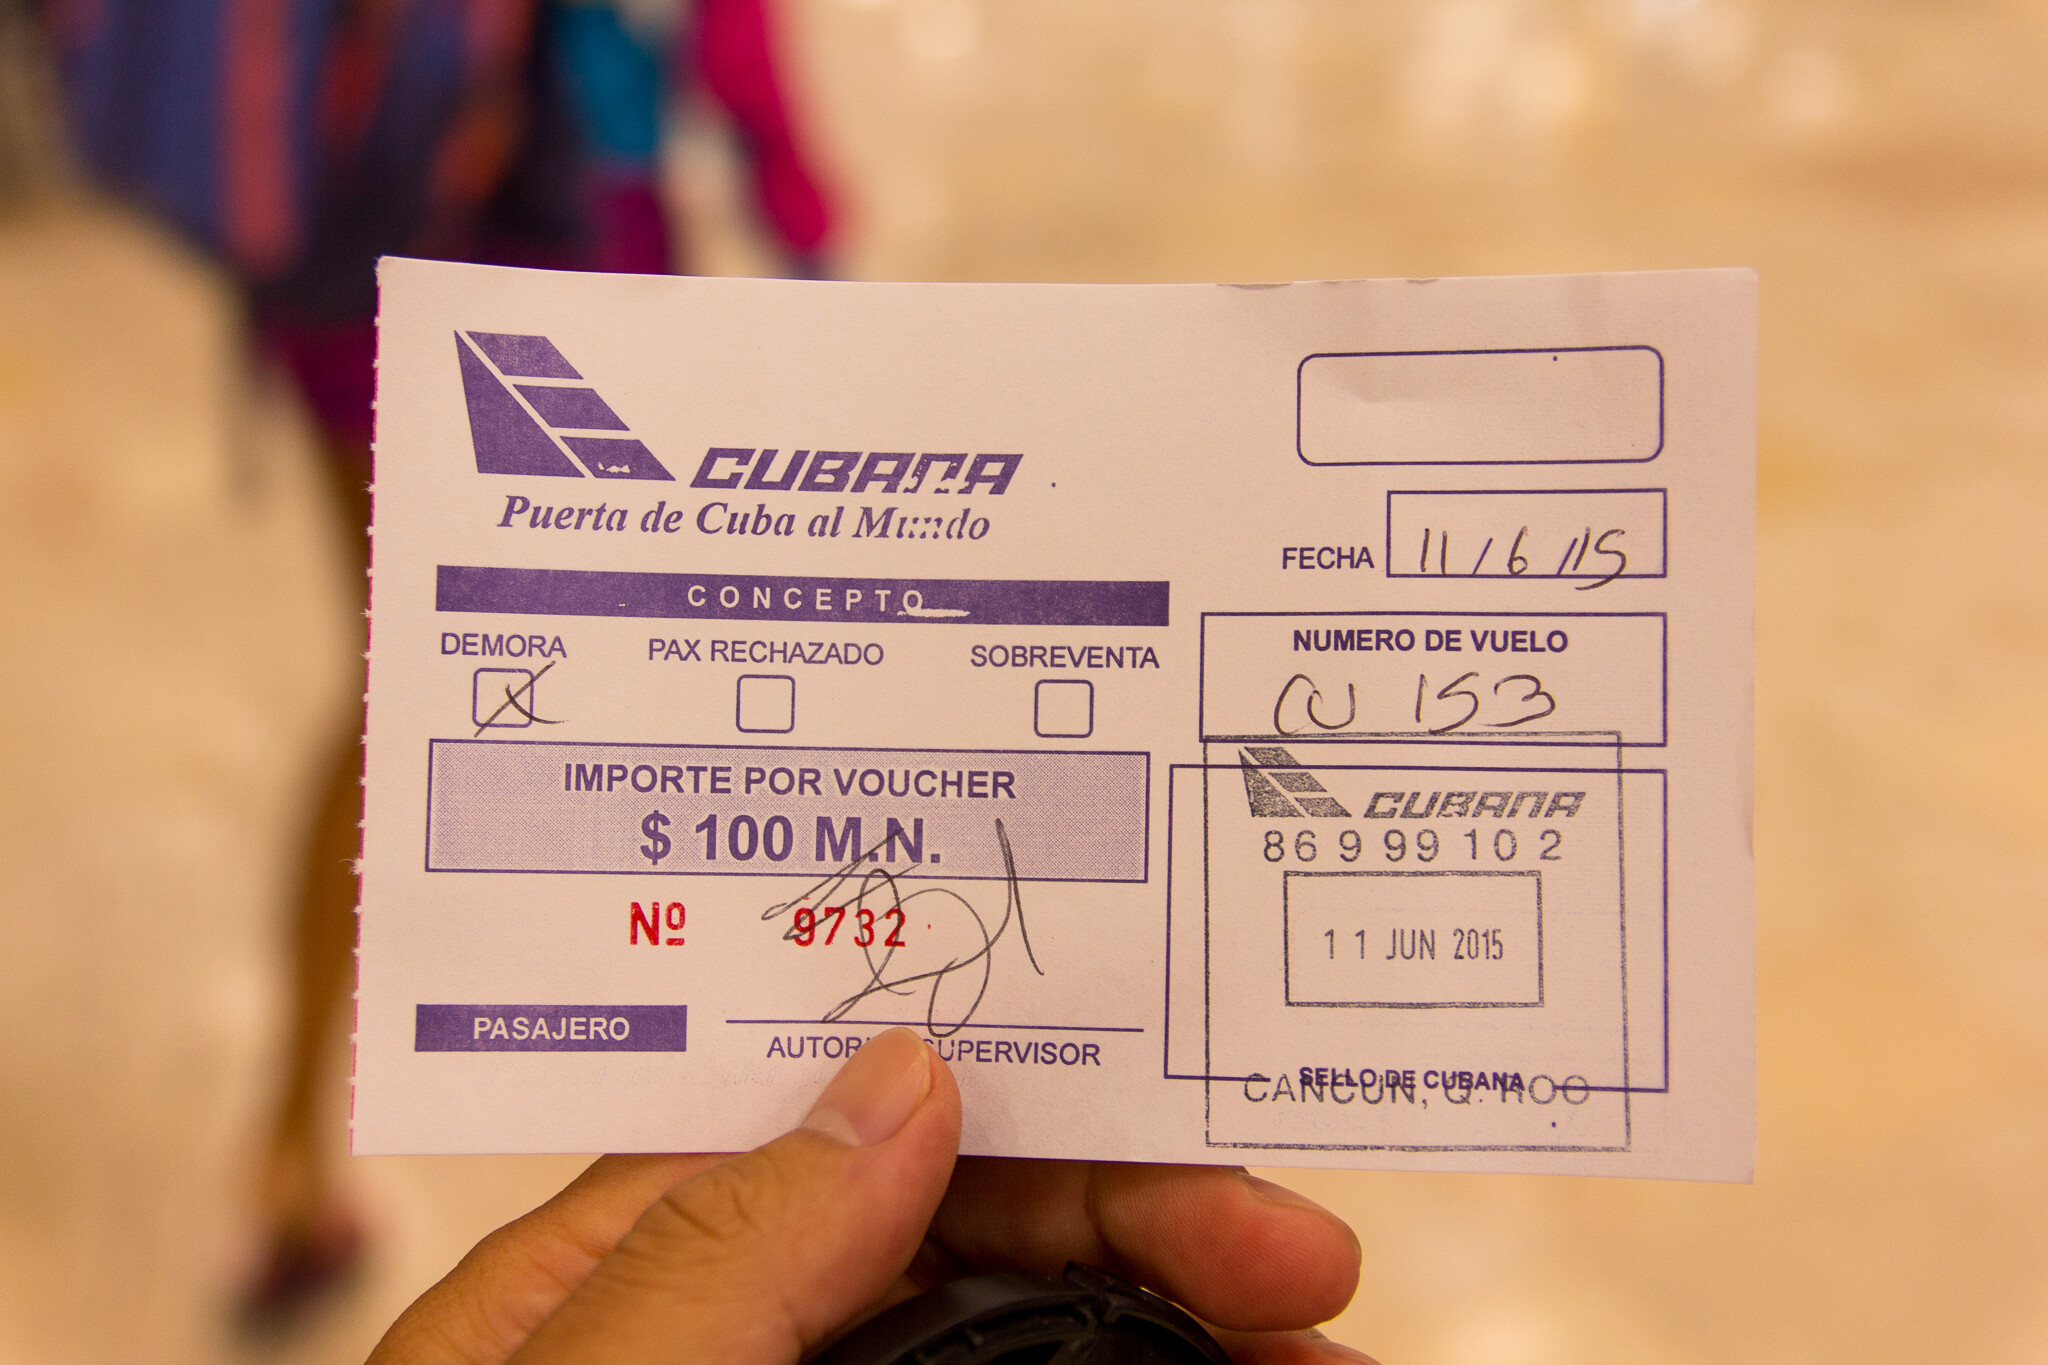 CUBANA
Puerta de Cuba al Mundo
FECHA 11/6/15
CONCEPTO
DEMORA PAX RECHAZADO SOBREVENTA
X
NUMERO DE VUELO
CU 153
IMPORTE POR VOUCHER
$ 100 M.N.
Nº 9732
PASAJERO
SUPERVISOR
CUBANA
86 9 99 10 2
11 JUN 2015
SELLO DE CUBANA
CANCUN, Q. ROO